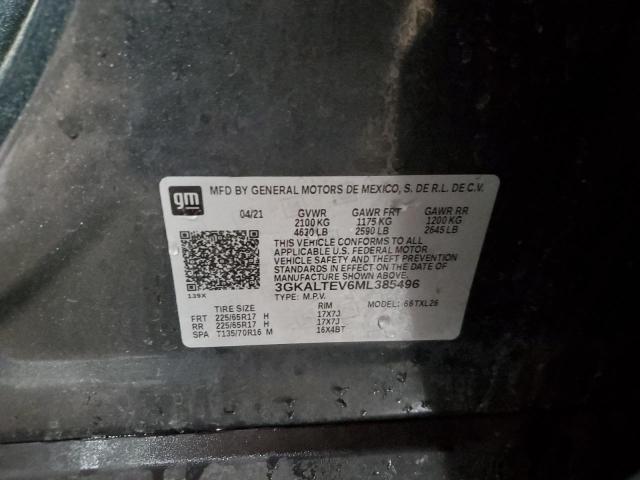 gm
MFD BY GENERAL MOTORS DE MEXICO, S. DE R.L. DE C.V.
04/21 GVWR GAWR FRT GAWR RR
2100 KG 1175 KG 1200 KG
4630 LB 2590 LB 2645 LB
THIS VEHICLE CONFORMS TO ALL
APPLICABLE U.S. FEDERAL MOTOR
VEHICLE SAFETY AND THEFT PREVENTION
STANDARDS IN EFFECT ON THE DATE OF
MANUFACTURE SHOWN ABOVE.
139X 3GKALTEV6ML385496
TYPE: M.P.V. MODEL: 66TXL26
TIRE SIZE RIM
FRT 225/65R17 H 17X7J
RR 225/65R17 H 17X7J
SPA T135/70R16 M 16X4BT